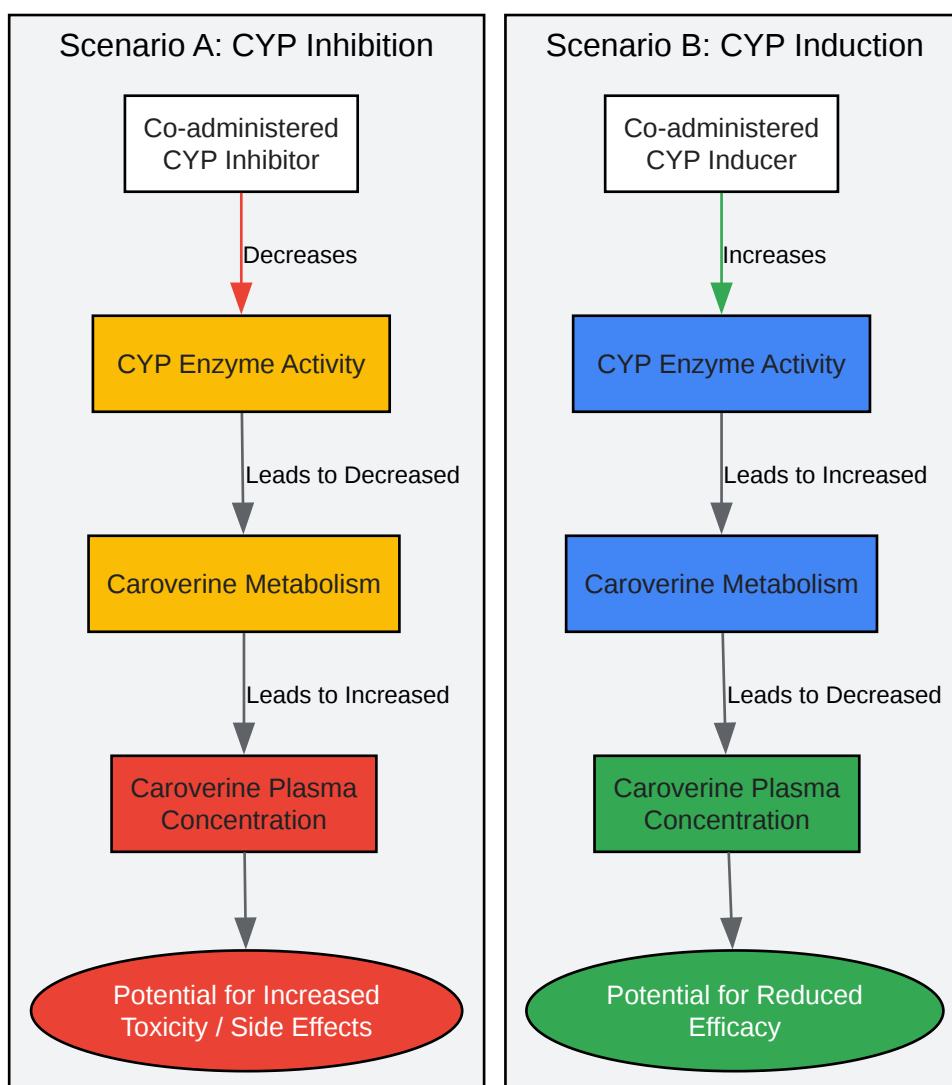 Scenario A: CYP Inhibition
Co-administered
CYP Inhibitor
Decreases
CYP Enzyme Activity
Leads to Decreased
Caroverine Metabolism
Leads to Increased
Caroverine Plasma
Concentration
Potential for Increased
Toxicity / Side Effects
Scenario B: CYP Induction
Co-administered
CYP Inducer
Increases
CYP Enzyme Activity
Leads to Increased
Caroverine Metabolism
Leads to Decreased
Caroverine Plasma
Concentration
Potential for Reduced
Efficacy